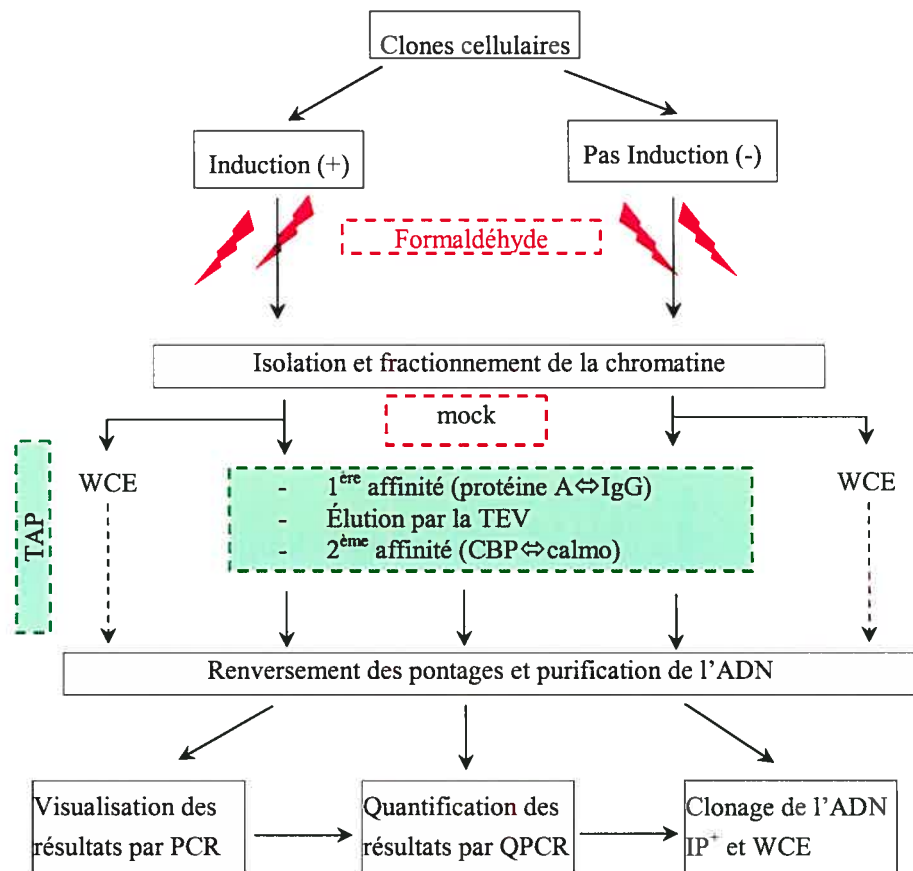 Clones cellulaires
Induction (+)
Pas Induction (-)
Formaldéhyde
Isolation et fractionnement de la chromatine
mock
TAP
WCE
- 1ère affinité (protéine A⇔IgG)
- Élution par la TEV
- 2ème affinité (CBP⇔calmo)
WCE
Renversement des pontages et purification de l'ADN
Visualisation des
résultats par PCR
Quantification des
résultats par QPCR
Clonage de l'ADN
IP+ et WCE